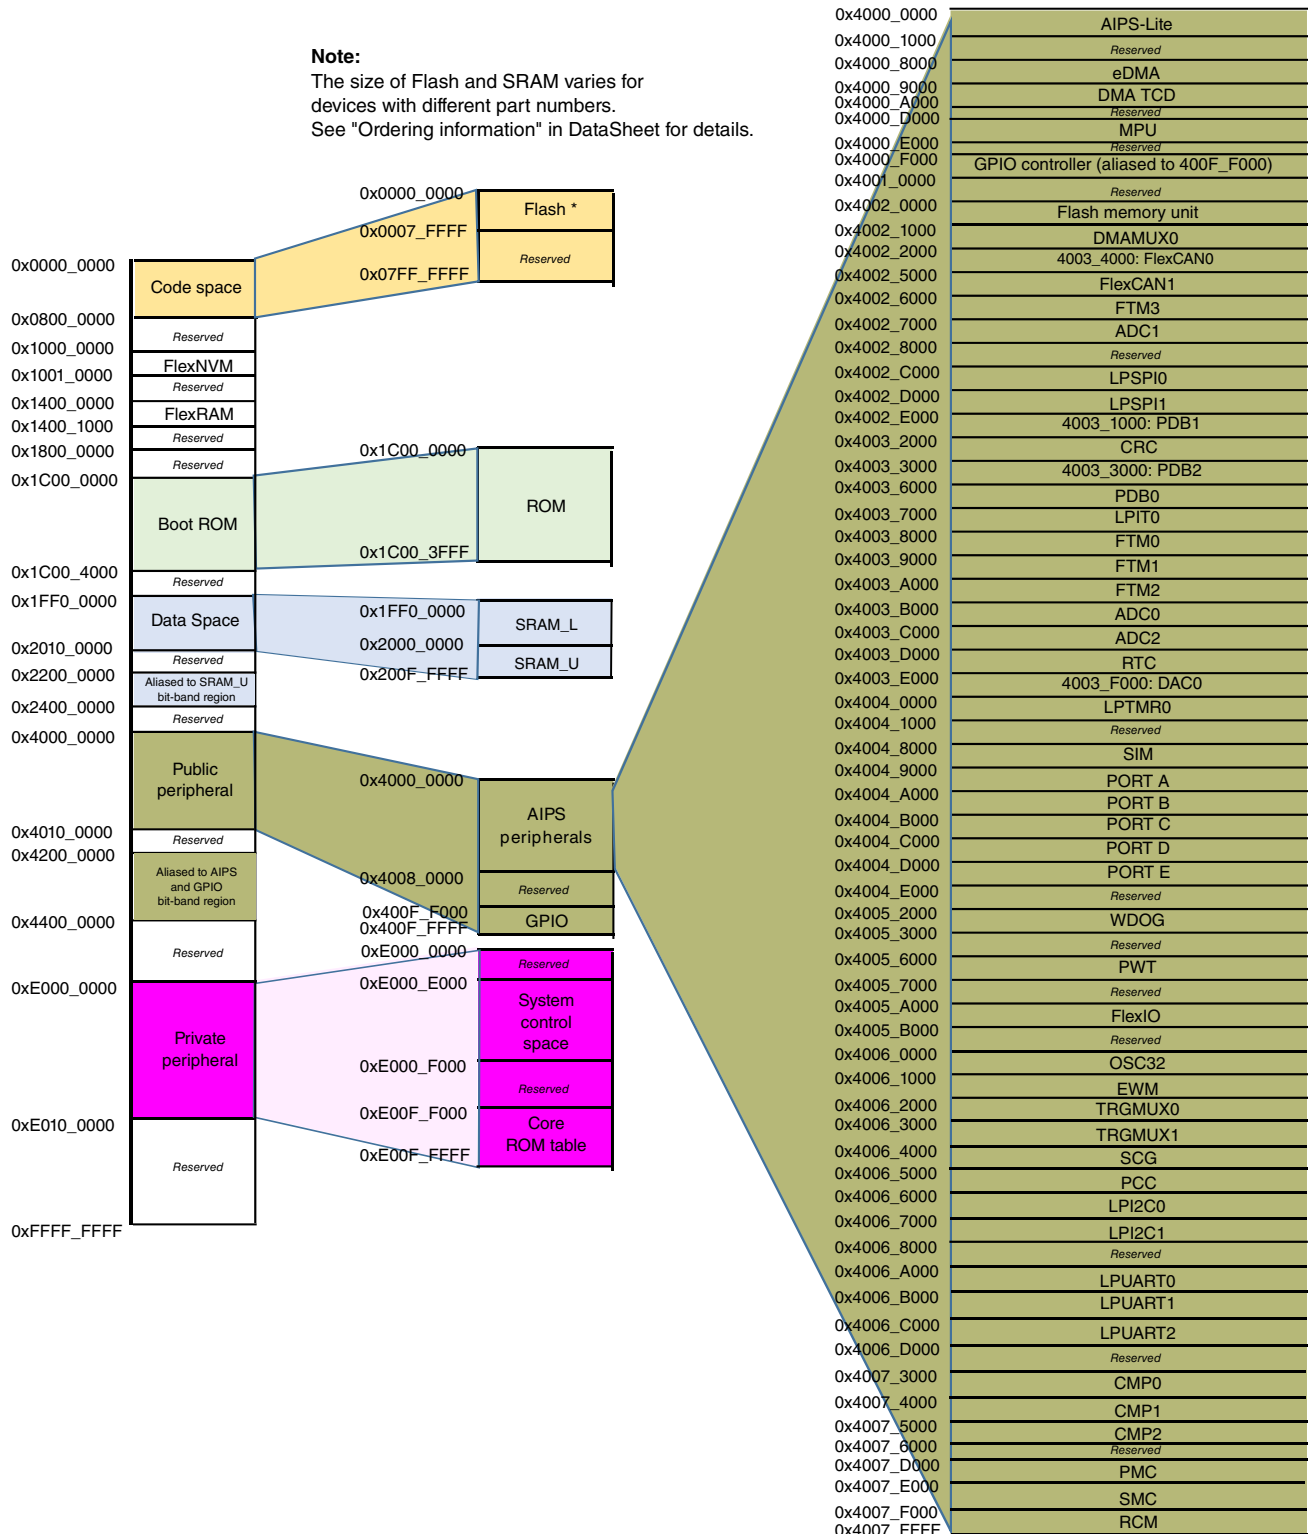 Note:
The size of Flash and SRAM varies for
devices with different part numbers.
See "Ordering information" in DataSheet for details.
0x0000_0000
Code space
0x0800_0000
Reserved
0x1000_0000
FlexNVM
0x1001_0000
Reserved
0x1400_0000
FlexRAM
0x1400_1000
Reserved
0x1800_0000
Reserved
0x1C00_0000
Boot ROM
0x1C00_4000
Reserved
0x1FF0_0000
Data Space
0x2010_0000
Reserved
0x2200_0000
Aliased to SRAM_U
bit-band region
0x2400_0000
Reserved
0x4000_0000
Public
peripheral
0x4010_0000
Reserved
0x4200_0000
Aliased to AIPS
and GPIO
bit-band region
0x4400_0000
Reserved
0xE000_0000
Private
peripheral
0xE010_0000
Reserved
0xFFFF_FFFF
0x0000_0000
Flash *
0x0007_FFFF
Reserved
0x07FF_FFFF
0x1C00_0000
ROM
0x1C00_3FFF
0x1FF0_0000
SRAM_L
0x2000_0000
SRAM_U
0x200F_FFFF
0x4000_0000
AIPS
peripherals
0x4008_0000
Reserved
0x400F_F000
GPIO
0x400F_FFFF
0xE000_0000
Reserved
0xE000_E000
System
control
space
0xE000_F000
Reserved
0xE00F_F000
Core
ROM table
0xE00F_FFFF
0x4000_0000
AIPS-Lite
0x4000_1000
Reserved
0x4000_8000
eDMA
0x4000_9000
DMA TCD
0x4000_A000
Reserved
0x4000_D000
MPU
0x4000_E000
Reserved
0x4000_F000
GPIO controller (aliased to 400F_F000)
0x4001_0000
Reserved
0x4002_0000
Flash memory unit
0x4002_1000
DMAMUX0
0x4002_2000
4003_4000: FlexCAN0
0x4002_5000
FlexCAN1
0x4002_6000
FTM3
0x4002_7000
ADC1
0x4002_8000
Reserved
0x4002_C000
LPSPI0
0x4002_D000
LPSPI1
0x4002_E000
4003_1000: PDB1
0x4003_2000
CRC
0x4003_3000
4003_3000: PDB2
0x4003_6000
PDB0
0x4003_7000
LPIT0
0x4003_8000
FTM0
0x4003_9000
FTM1
0x4003_A000
FTM2
0x4003_B000
ADC0
0x4003_C000
ADC2
0x4003_D000
RTC
0x4003_E000
4003_F000: DAC0
0x4004_0000
LPTMR0
0x4004_1000
Reserved
0x4004_8000
SIM
0x4004_9000
PORT A
0x4004_A000
PORT B
0x4004_B000
PORT C
0x4004_C000
PORT D
0x4004_D000
PORT E
0x4004_E000
Reserved
0x4005_2000
WDOG
0x4005_3000
Reserved
0x4005_6000
PWT
0x4005_7000
Reserved
0x4005_A000
FlexIO
0x4005_B000
Reserved
0x4006_0000
OSC32
0x4006_1000
EWM
0x4006_2000
TRGMUX0
0x4006_3000
TRGMUX1
0x4006_4000
SCG
0x4006_5000
PCC
0x4006_6000
LPI2C0
0x4006_7000
LPI2C1
0x4006_8000
Reserved
0x4006_A000
LPUART0
0x4006_B000
LPUART1
0x4006_C000
LPUART2
0x4006_D000
Reserved
0x4007_3000
CMP0
0x4007_4000
CMP1
0x4007_5000
CMP2
0x4007_6000
Reserved
0x4007_D000
PMC
0x4007_E000
SMC
0x4007_F000
RCM
0x4007_FFFF